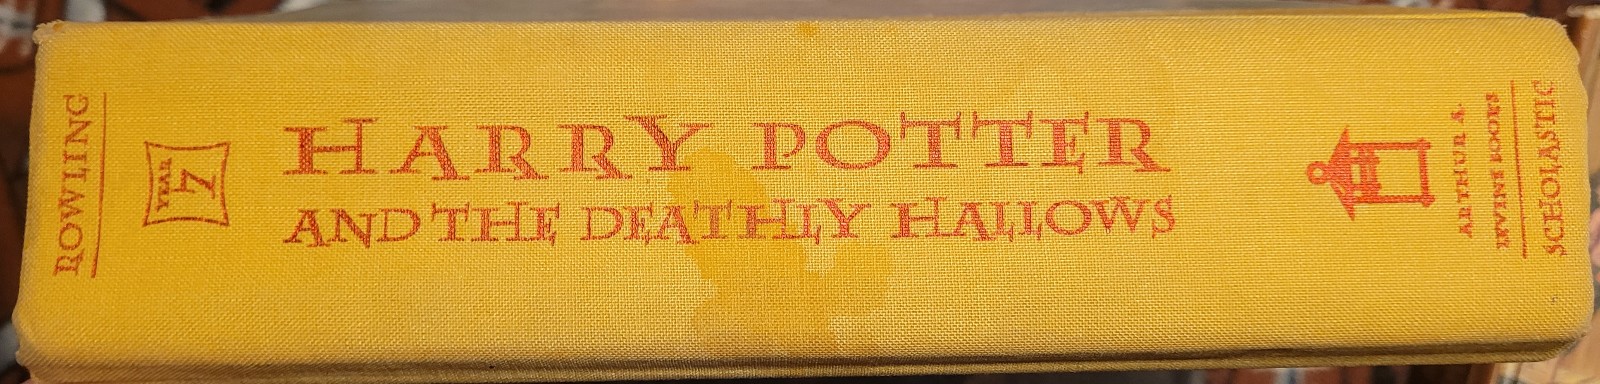 ROWLING
YEAR
7
HARRY POTTER
AND THE DEATHLY HALLOWS
ARTHUR A.
LEVINE BOOKS
SCHOLASTIC